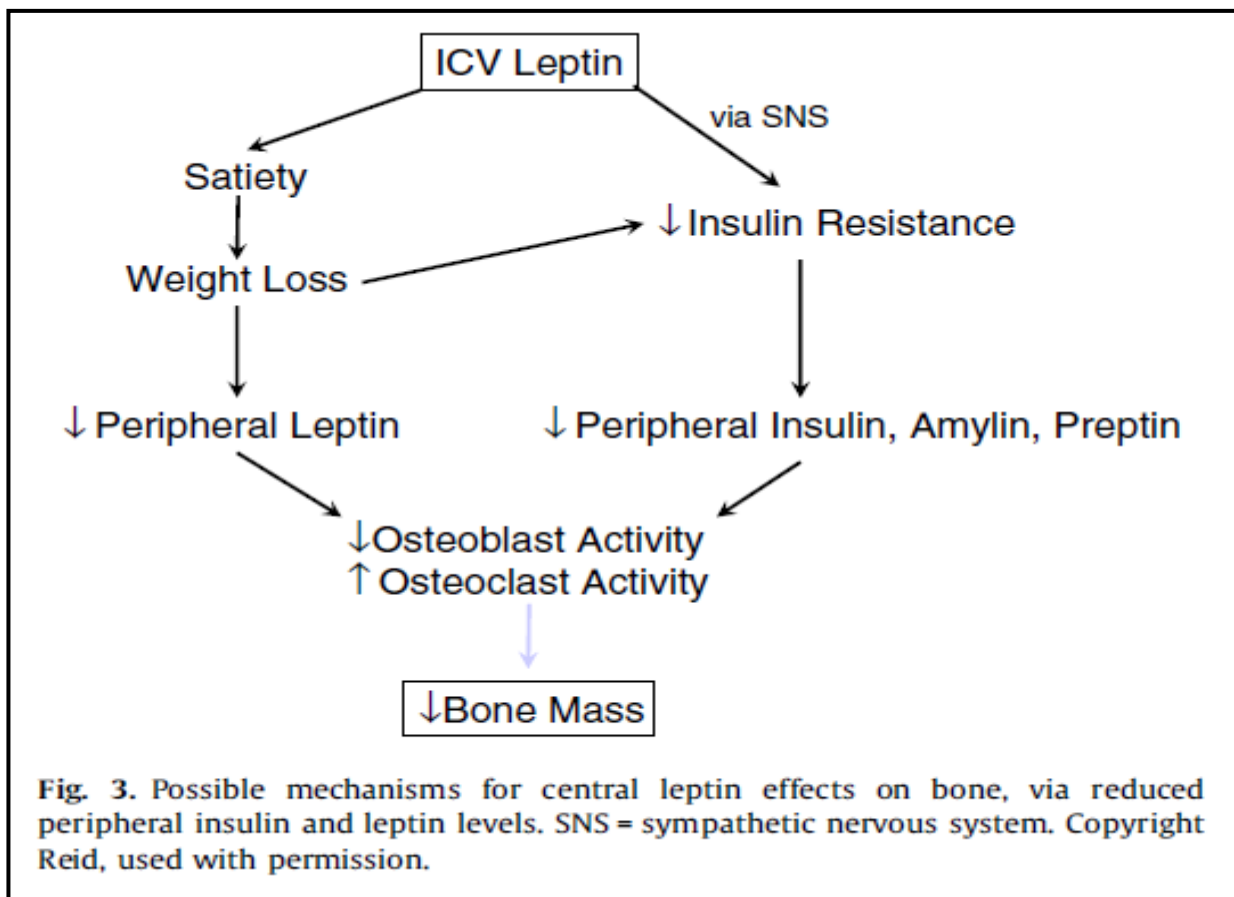 ICV Leptin
via SNS
Satiety
↓ Insulin Resistance
Weight Loss
↓ Peripheral Leptin
↓ Peripheral Insulin, Amylin, Preptin
↓Osteoblast Activity
↑ Osteoclast Activity
↓Bone Mass
Fig. 3. Possible mechanisms for central leptin effects on bone, via reduced
peripheral insulin and leptin levels. SNS = sympathetic nervous system. Copyright
Reid, used with permission.